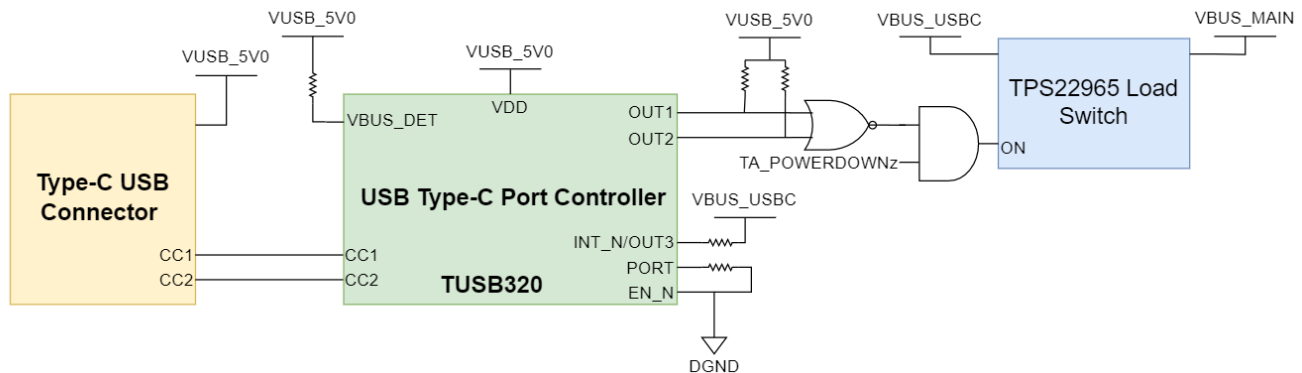 VUSB_5V0
VUSB_5V0
VUSB_5V0
VUSB_5V0
VBUS_USBC
VBUS_MAIN
Type-C USB
Connector
CC1
CC2
VDD
VBUS_DET
OUT1
OUT2
USB Type-C Port Controller
CC1
CC2
TUSB320
INT_N/OUT3
PORT
EN_N
VBUS_USBC
DGND
TA_POWERDOWNz
TPS22965 Load
Switch
ON